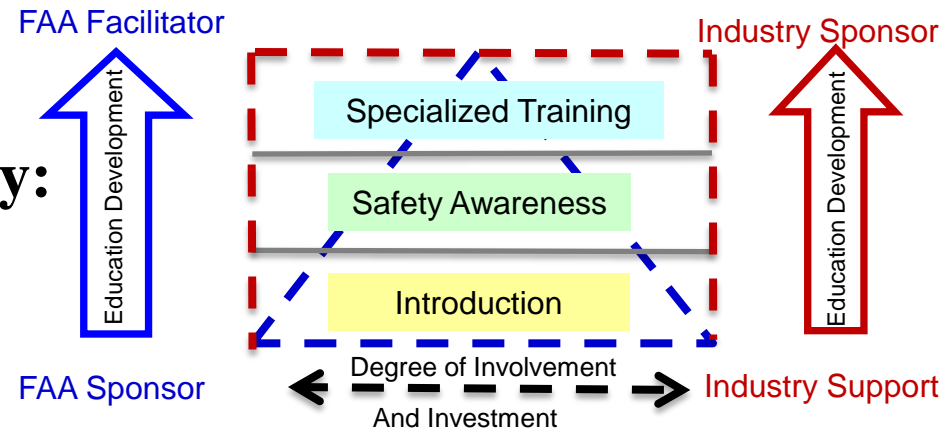 FAA Facilitator
Industry Sponsor
Education Development
Specialized Training
Education Development
y:
Safety Awareness
Introduction
Degree of Involvement
FAA Sponsor
Industry Support
And Investment